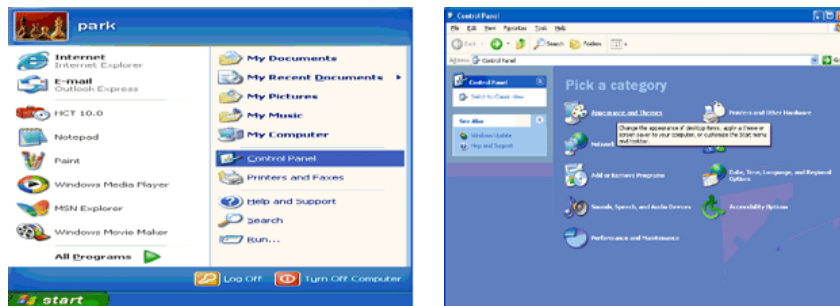 park
Internet
Internet Explorer
E-mail
Outlook Express
HCT 10.0
Notepad
Paint
Windows Media Player
MSN Explorer
Windows Movie Maker
All Programs
My Documents
My Recent Documents
My Pictures
My Music
My Computer
Control Panel
Printers and Faxes
Help and Support
Search
Run...
Log Off
Turn Off Computer
start
Control Panel
File Edit View Favorites Tools Help
Back Search Folders
Address Control Panel Go
Control Panel
Switch to Classic View
See Also
Windows Update
Help and Support
Pick a category
Appearance and Themes
Printers and Other Hardware
Change the appearance of desktop items, apply a theme or
screen saver to your computer, or customize the Start menu
and taskbar.
Network
Add or Remove Programs
Date, Time, Language, and Regional
Options
Sounds, Speech, and Audio Devices
Accessibility Options
Performance and Maintenance